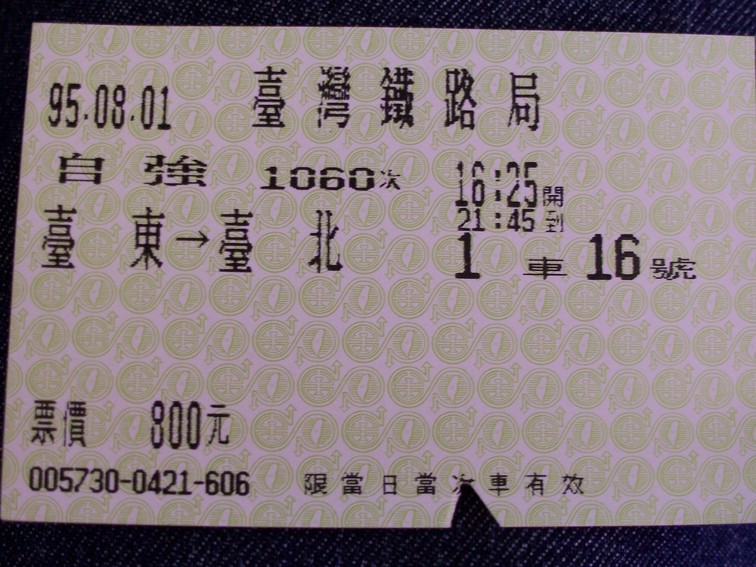 95.08.01 臺灣鐵路局
自強 1060次 16:25開
21:45到
臺東→臺北 1車16號
票價 800元
005730-0421-606 限當日當次車有效